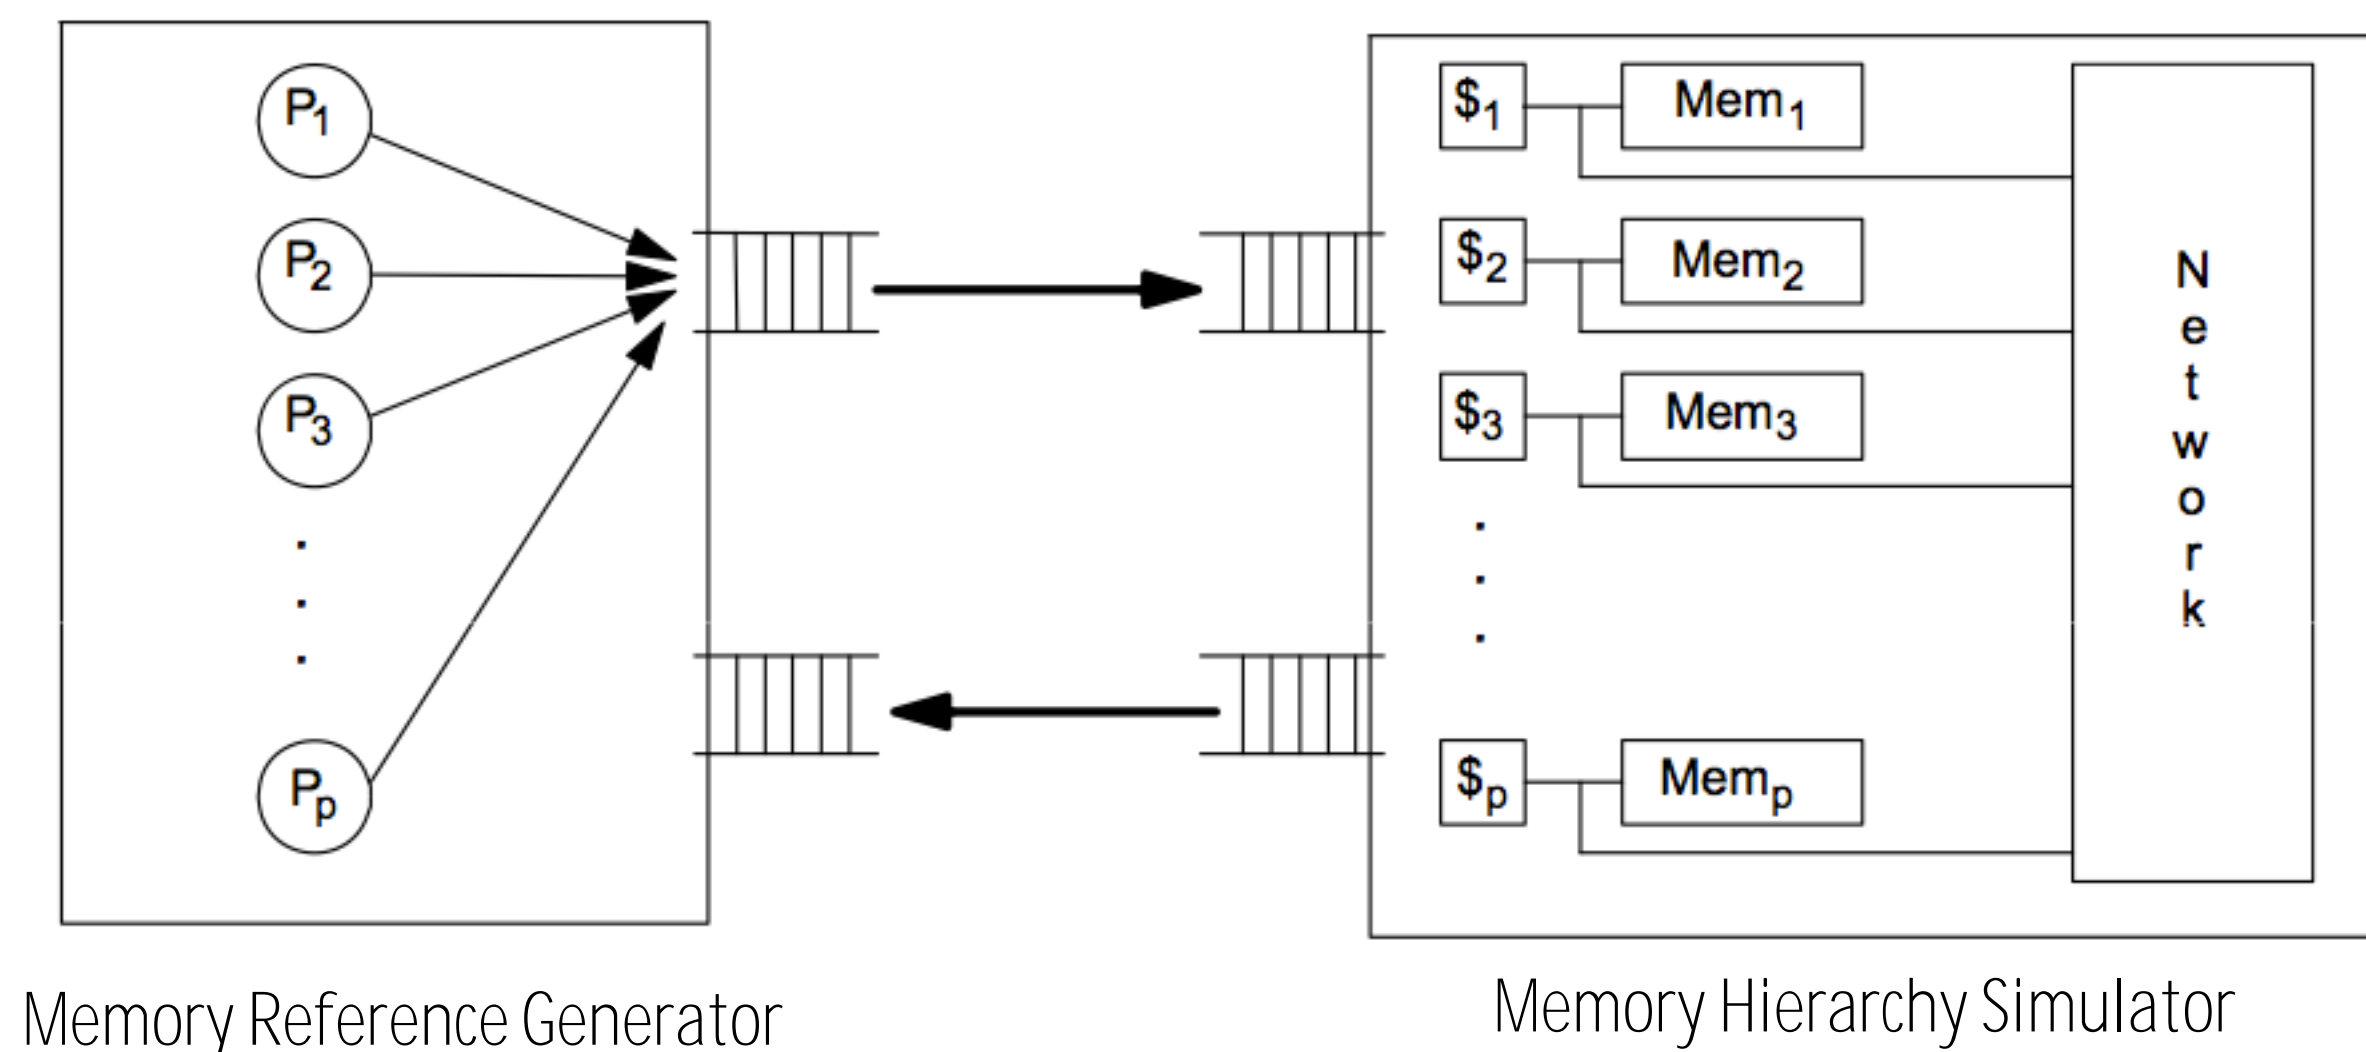 P1
P2
P3
.
.
.
Pp
$1 Mem1
$2 Mem2
$3 Mem3
.
.
.
$p Memp
N
e
t
w
o
r
k
Memory Reference Generator
Memory Hierarchy Simulator